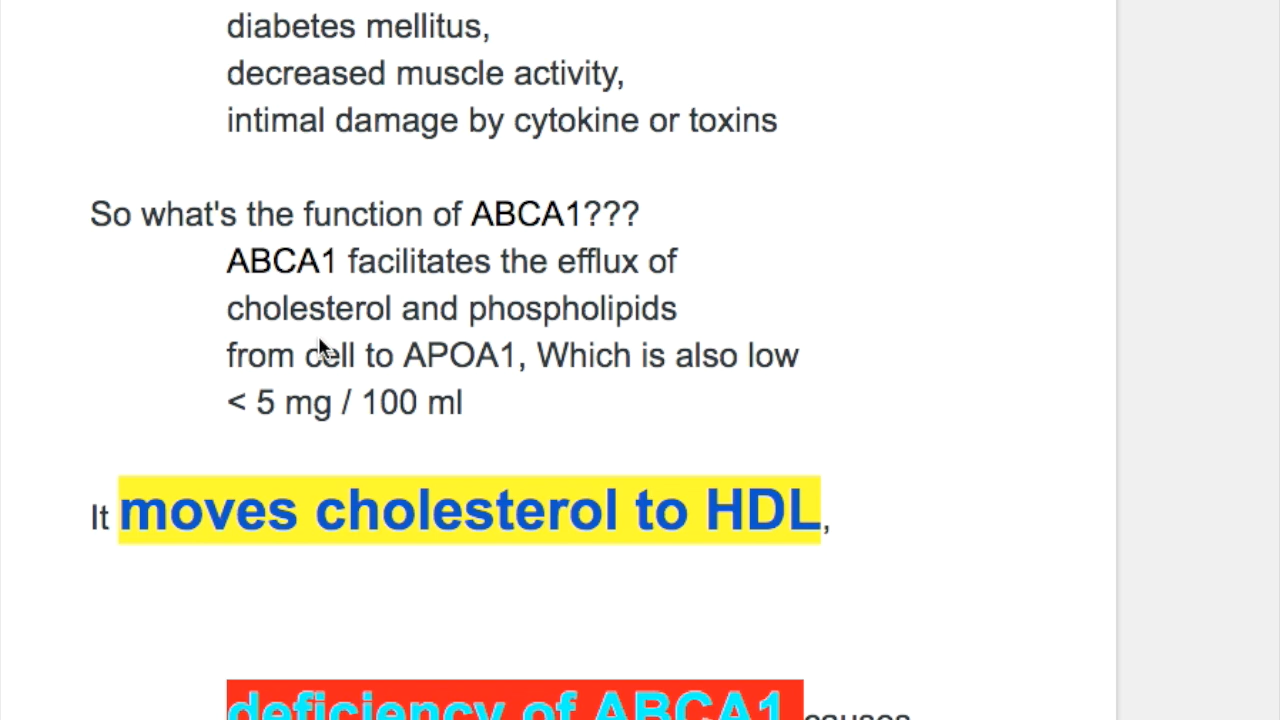 diabetes mellitus,
decreased muscle activity,
intimal damage by cytokine or toxins
So what's the function of ABCA1???
ABCA1 facilitates the efflux of
cholesterol and phospholipids
from cell to APOA1, Which is also low
< 5 mg / 100 ml
It moves cholesterol to HDL,
deficiency of ABCA1 causes